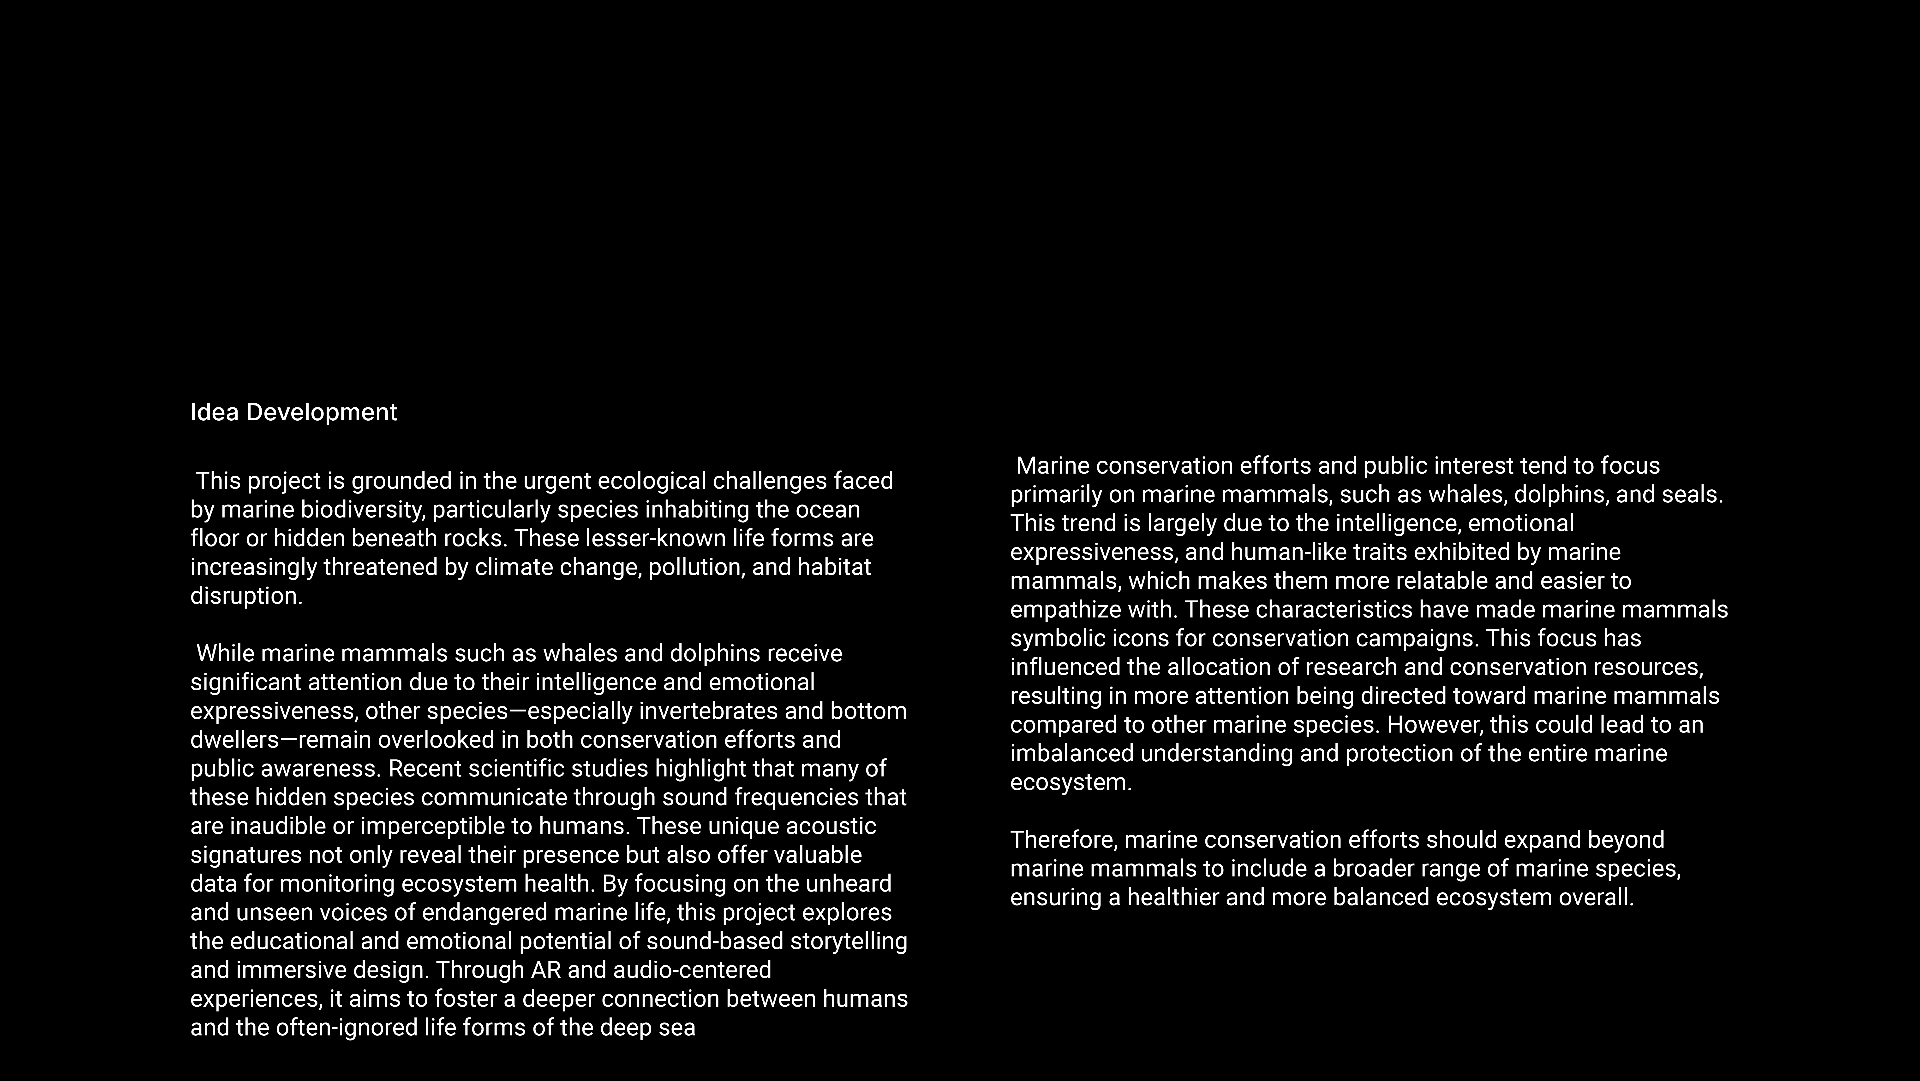 Idea Development
This project is grounded in the urgent ecological challenges faced
by marine biodiversity, particularly species inhabiting the ocean
floor or hidden beneath rocks. These lesser-known life forms are
increasingly threatened by climate change, pollution, and habitat
disruption.
While marine mammals such as whales and dolphins receive
significant attention due to their intelligence and emotional
expressiveness, other species—especially invertebrates and bottom
dwellers—remain overlooked in both conservation efforts and
public awareness. Recent scientific studies highlight that many of
these hidden species communicate through sound frequencies that
are inaudible or imperceptible to humans. These unique acoustic
signatures not only reveal their presence but also offer valuable
data for monitoring ecosystem health. By focusing on the unheard
and unseen voices of endangered marine life, this project explores
the educational and emotional potential of sound-based storytelling
and immersive design. Through AR and audio-centered
experiences, it aims to foster a deeper connection between humans
and the often-ignored life forms of the deep sea
Marine conservation efforts and public interest tend to focus
primarily on marine mammals, such as whales, dolphins, and seals.
This trend is largely due to the intelligence, emotional
expressiveness, and human-like traits exhibited by marine
mammals, which makes them more relatable and easier to
empathize with. These characteristics have made marine mammals
symbolic icons for conservation campaigns. This focus has
influenced the allocation of research and conservation resources,
resulting in more attention being directed toward marine mammals
compared to other marine species. However, this could lead to an
imbalanced understanding and protection of the entire marine
ecosystem.
Therefore, marine conservation efforts should expand beyond
marine mammals to include a broader range of marine species,
ensuring a healthier and more balanced ecosystem overall.